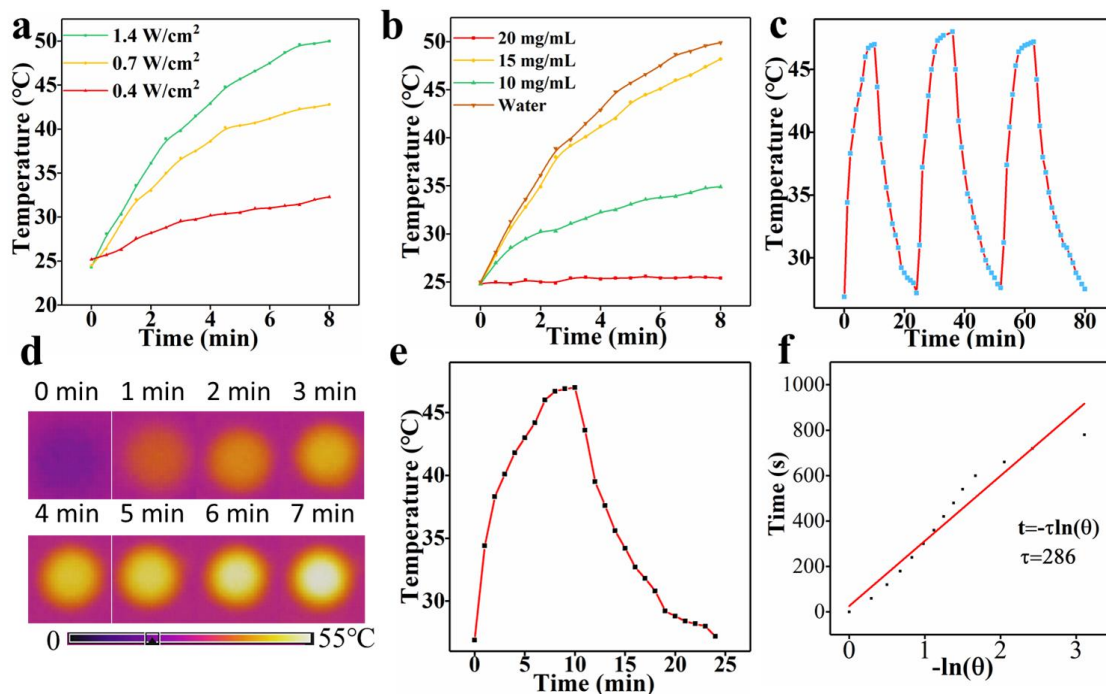 a
1.4 W/cm²
0.7 W/cm²
0.4 W/cm²
Temperature (℃)
50
45
40
35
30
25
20
0 2 4 6 8
Time (min)
b
20 mg/mL
15 mg/mL
10 mg/mL
Water
Temperature (℃)
50
45
40
35
30
25
0 2 4 6 8
Time (min)
c
Temperature (℃)
45
40
35
30
0 20 40 60 80
Time (min)
d
0 min 1 min 2 min 3 min
4 min 5 min 6 min 7 min
0 55℃
e
Temperature (℃)
45
40
35
30
0 5 10 15 20 25
Time (min)
f
Time (s)
1000
800
600
400
200
0
t=-τln(θ)
τ=286
0 1 2 3
-ln(θ)